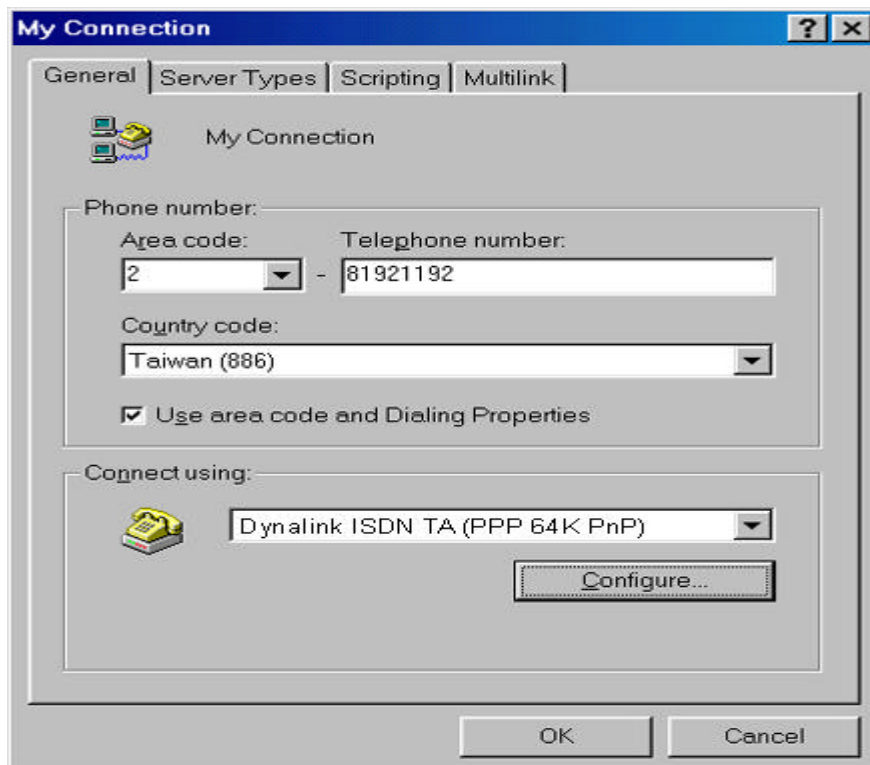 My Connection
General Server Types Scripting Multilink
My Connection
Phone number:
Area code: Telephone number:
2 - 81921192
Country code:
Taiwan (886)
Use area code and Dialing Properties
Connect using:
Dynalink ISDN TA (PPP 64K PnP)
Configure...
OK Cancel